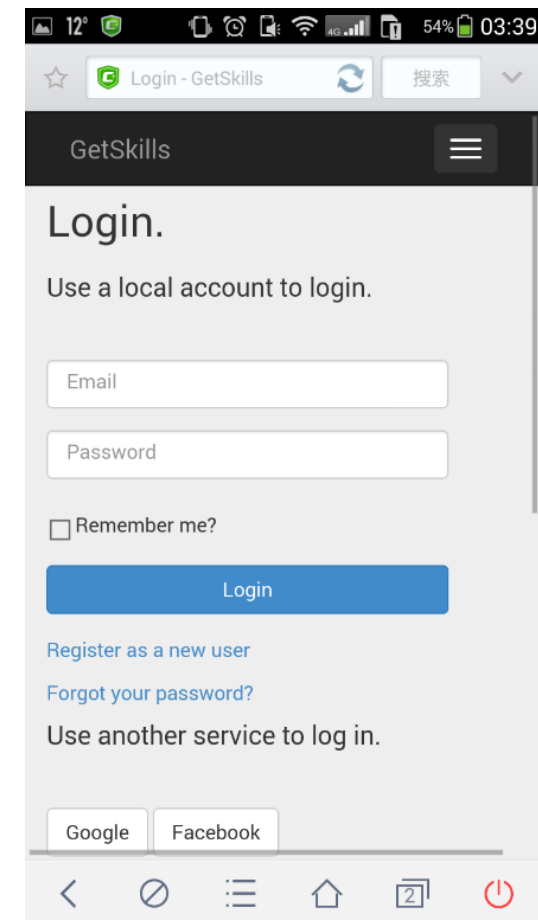 12° 4G 54% 03:39
Login - GetSkills 搜索
GetSkills
Login.
Use a local account to login.
Email
Password
Remember me?
Login
Register as a new user
Forgot your password?
Use another service to log in.
Google Facebook
2